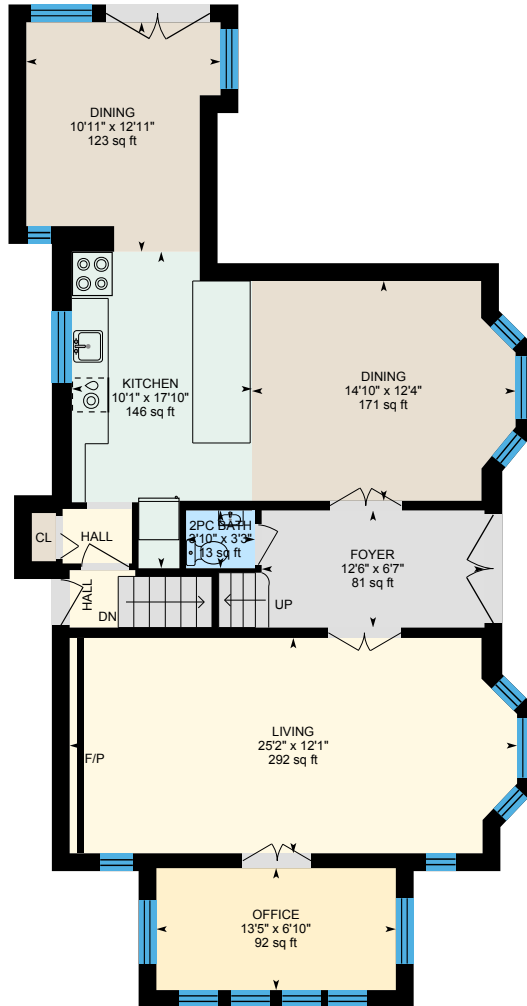 DINING
10'11" x 12'11"
123 sq ft
KITCHEN
10'1" x 17'10"
146 sq ft
DINING
14'10" x 12'4"
171 sq ft
CL
HALL
2PC BATH
3'10" x 3'3"
13 sq ft
FOYER
12'6" x 6'7"
81 sq ft
HALL
DN
UP
LIVING
25'2" x 12'1"
292 sq ft
F/P
OFFICE
13'5" x 6'10"
92 sq ft